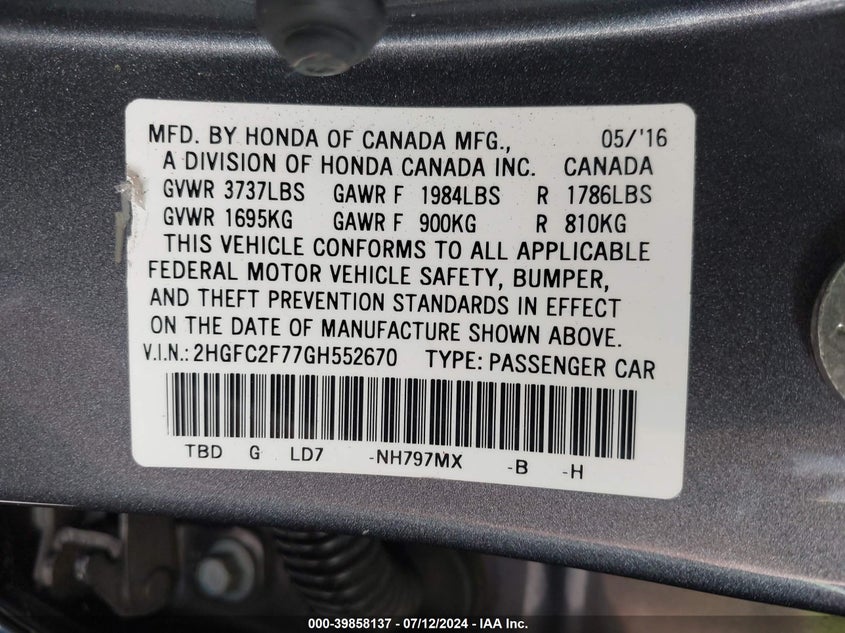 MFD. BY HONDA OF CANADA MFG., 05/'16
A DIVISION OF HONDA CANADA INC. CANADA
GVWR 3737LBS GAWR F 1984LBS R 1786LBS
GVWR 1695KG GAWR F 900KG R 810KG
THIS VEHICLE CONFORMS TO ALL APPLICABLE
FEDERAL MOTOR VEHICLE SAFETY, BUMPER,
AND THEFT PREVENTION STANDARDS IN EFFECT
ON THE DATE OF MANUFACTURE SHOWN ABOVE.
V.I.N.: 2HGFC2F77GH552670 TYPE: PASSENGER CAR
TBD G LD7 -NH797MX -B -H
000-39858137 - 07/12/2024 - IAA Inc.